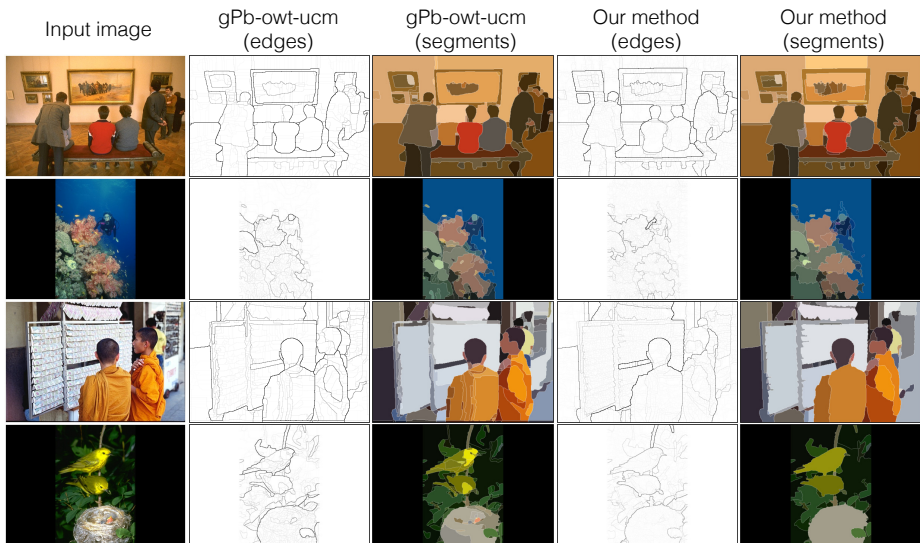 Input image
gPb-owt-ucm
(edges)
gPb-owt-ucm
(segments)
Our method
(edges)
Our method
(segments)